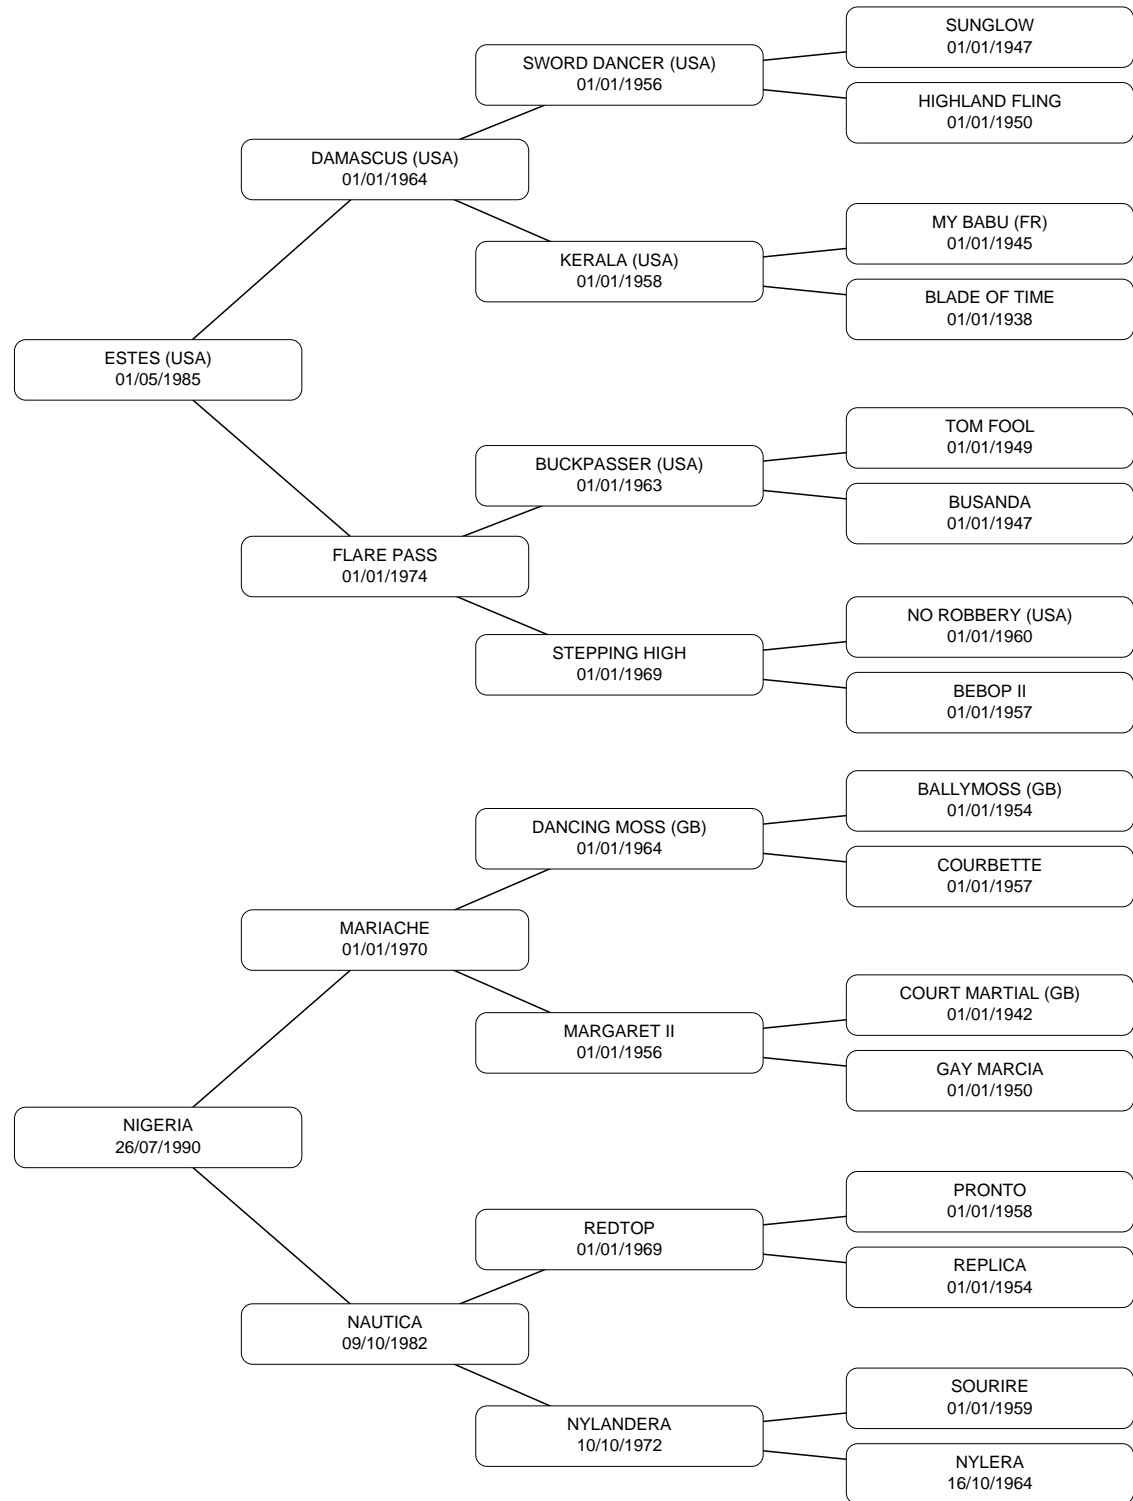 SUNGLOW
01/01/1947
SWORD DANCER (USA)
01/01/1956
HIGHLAND FLING
01/01/1950
DAMASCUS (USA)
01/01/1964
MY BABU (FR)
01/01/1945
KERALA (USA)
01/01/1958
BLADE OF TIME
01/01/1938
ESTES (USA)
01/05/1985
TOM FOOL
01/01/1949
BUCKPASSER (USA)
01/01/1963
BUSANDA
01/01/1947
FLARE PASS
01/01/1974
NO ROBBERY (USA)
01/01/1960
STEPPING HIGH
01/01/1969
BEBOP II
01/01/1957
BALLYMOSS (GB)
01/01/1954
DANCING MOSS (GB)
01/01/1964
COURBETTE
01/01/1957
MARIACHE
01/01/1970
COURT MARTIAL (GB)
01/01/1942
MARGARET II
01/01/1956
GAY MARCIA
01/01/1950
NIGERIA
26/07/1990
PRONTO
01/01/1958
REDTOP
01/01/1969
REPLICA
01/01/1954
NAUTICA
09/10/1982
SOURIRE
01/01/1959
NYLANDERA
10/10/1972
NYLERA
16/10/1964